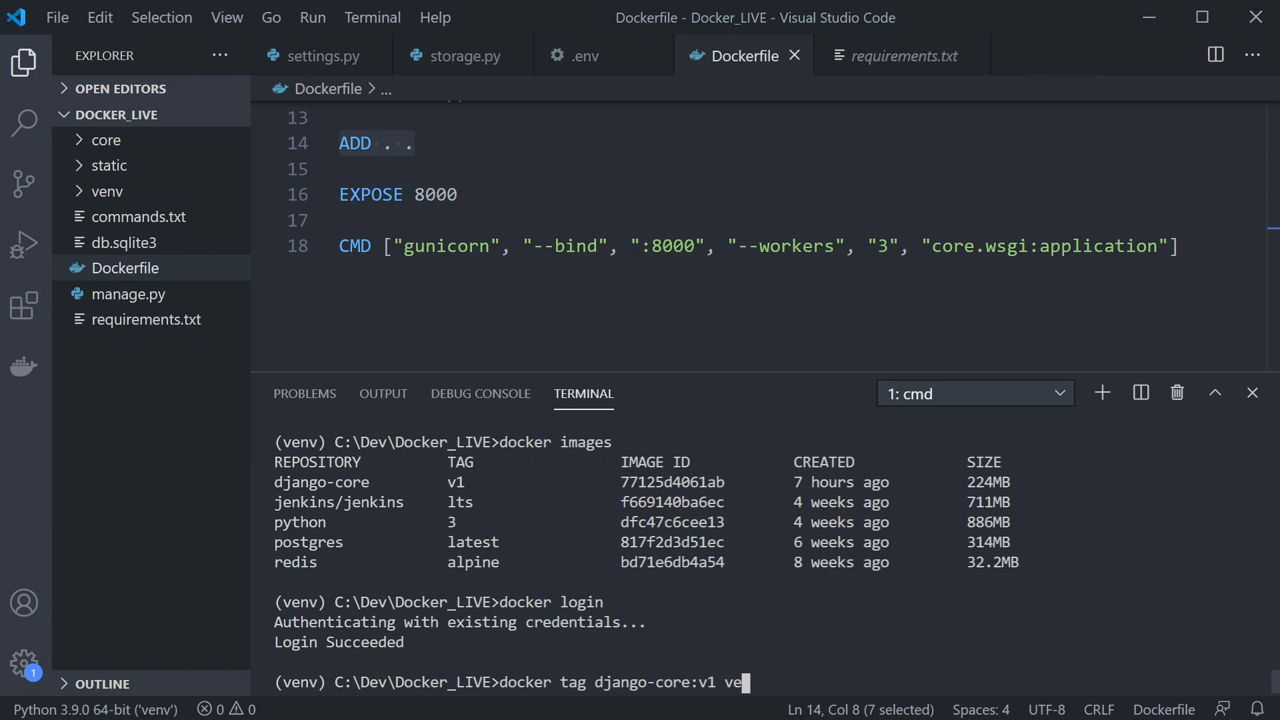 File Edit Selection View Go Run Terminal Help Dockerfile - Docker_LIVE - Visual Studio Code
EXPLORER ···
settings.py storage.py .env Dockerfile requirements.txt
OPEN EDITORS
DOCKER_LIVE
core
static
venv
commands.txt
db.sqlite3
Dockerfile
manage.py
requirements.txt
OUTLINE
Dockerfile > ...
13
14 ADD . .
15
16 EXPOSE 8000
17
18 CMD ["gunicorn", "--bind", ":8000", "--workers", "3", "core.wsgi:application"]
PROBLEMS OUTPUT DEBUG CONSOLE TERMINAL 1: cmd
(venv) C:\Dev\Docker_LIVE>docker images
REPOSITORY TAG IMAGE ID CREATED SIZE
django-core v1 77125d4061ab 7 hours ago 224MB
jenkins/jenkins lts f669140ba6ec 4 weeks ago 711MB
python 3 dfc47c6cee13 4 weeks ago 886MB
postgres latest 817f2d3d51ec 6 weeks ago 314MB
redis alpine bd71e6db4a54 8 weeks ago 32.2MB
(venv) C:\Dev\Docker_LIVE>docker login
Authenticating with existing credentials...
Login Succeeded
(venv) C:\Dev\Docker_LIVE>docker tag django-core:v1 ve
1
Python 3.9.0 64-bit ('venv') 0 0 Ln 14, Col 8 (7 selected) Spaces: 4 UTF-8 CRLF Dockerfile